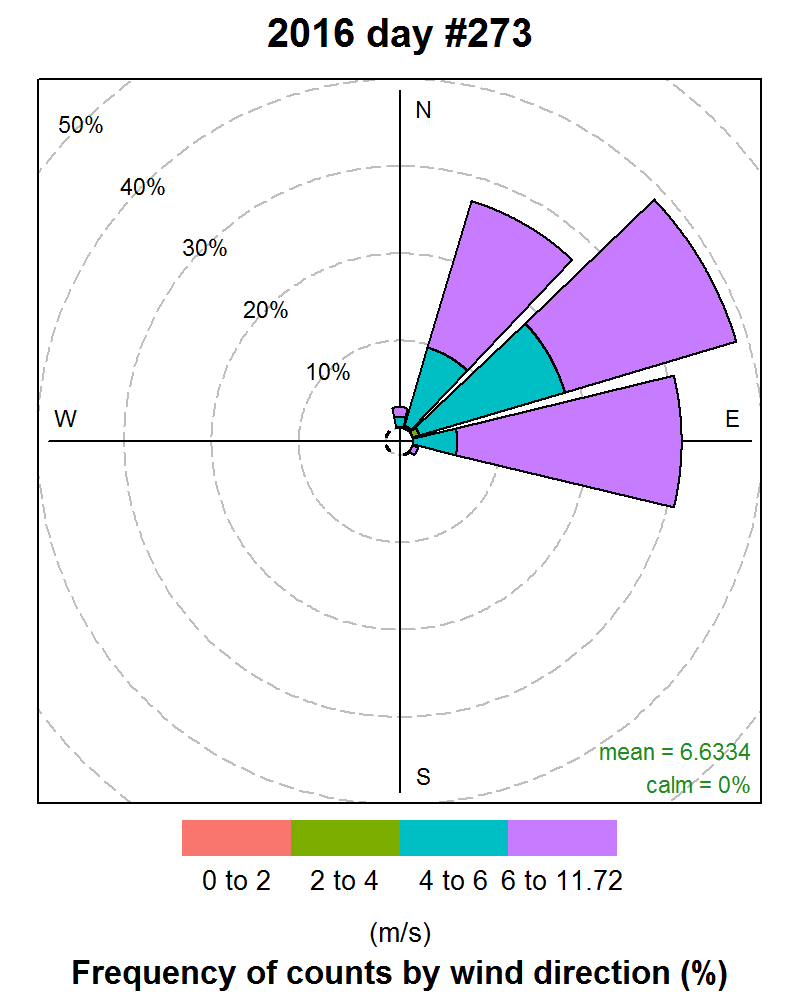 2016 day #273
N
50%
40%
30%
20%
10%
W
E
S
mean = 6.6334
calm = 0%
0 to 2 2 to 4 4 to 6 6 to 11.72
(m/s)
Frequency of counts by wind direction (%)